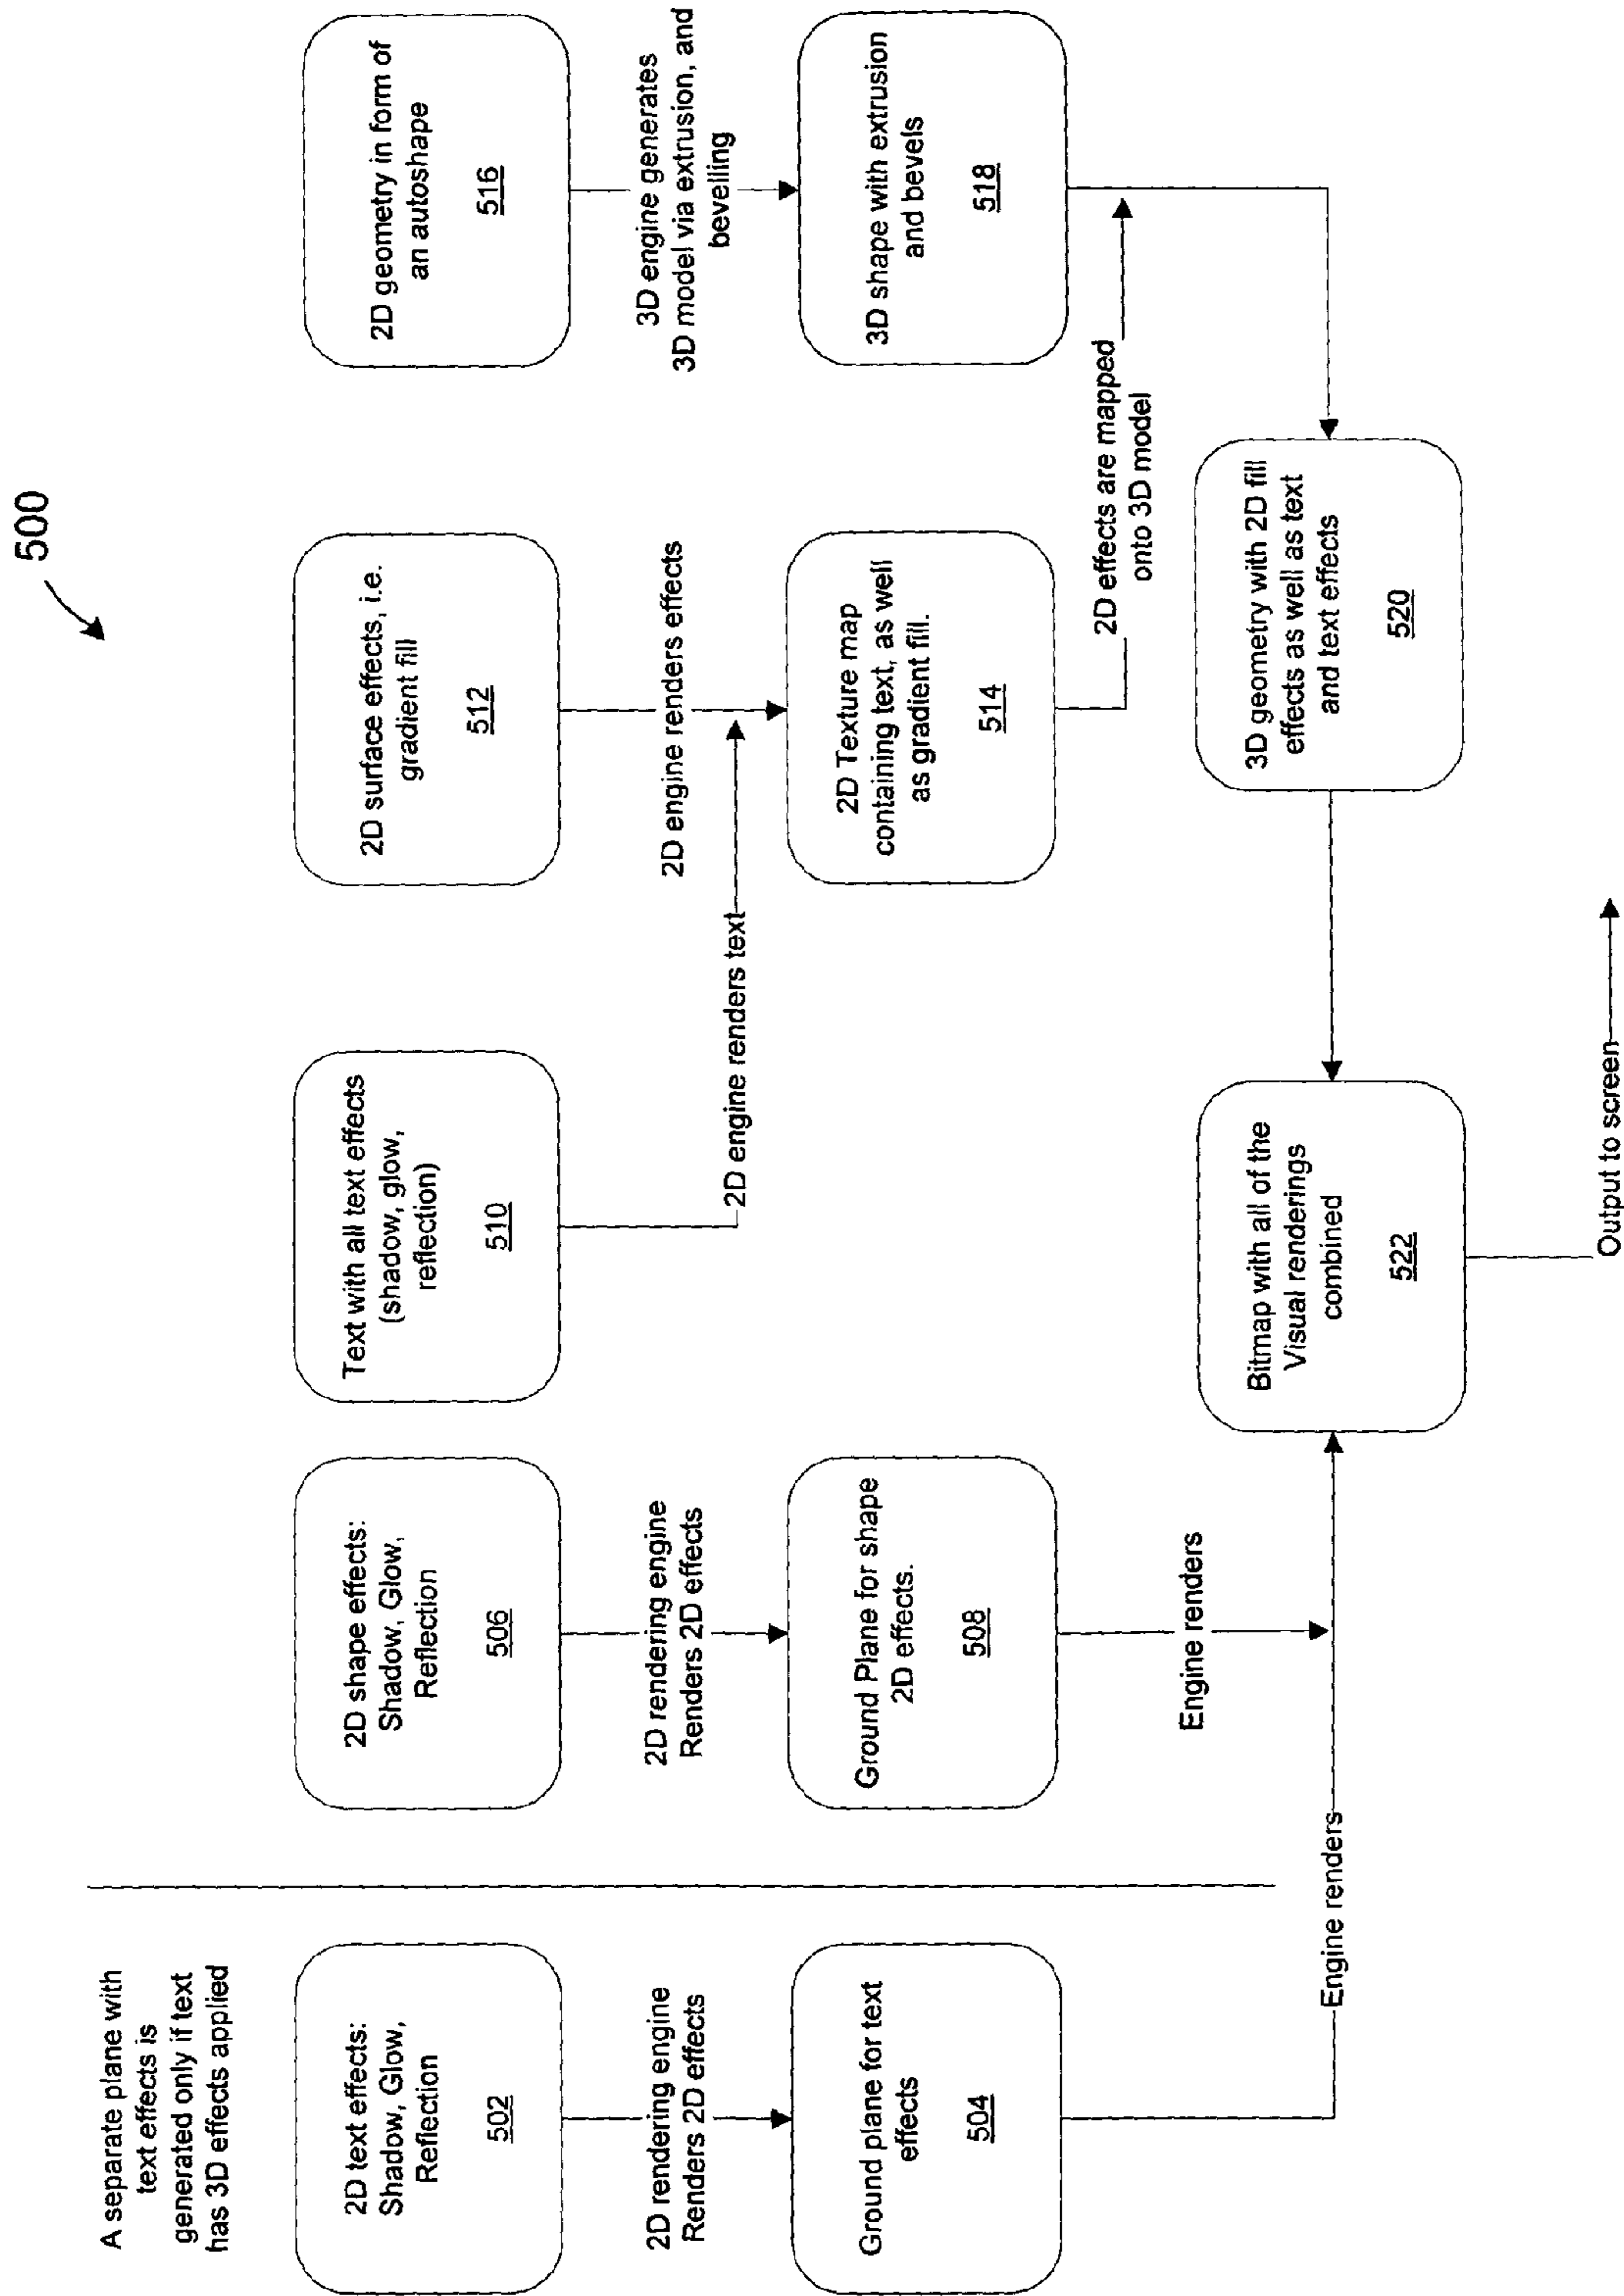 500
A separate plane with
text effects is
generated only if text
has 3D effects applied
2D text effects:
Shadow, Glow,
Reflection
502
2D rendering engine
Renders 2D effects
Ground plane for text
effects
504
Engine renders
2D shape effects:
Shadow, Glow,
Reflection
506
2D rendering engine
Renders 2D effects
Ground Plane for shape
2D effects.
508
Engine renders
Text with all text effects
(shadow, glow,
reflection)
510
2D engine renders text
2D surface effects, i.e.
gradient fill
512
2D engine renders effects
2D Texture map
containing text, as well
as gradient fill.
514
2D effects are mapped
onto 3D model
2D geometry in form of
an autoshape
516
3D engine generates
3D model via extrusion, and
bevelling
3D shape with extrusion
and bevels
518
3D geometry with 2D fill
effects as well as text
and text effects
520
Bitmap with all of the
Visual renderings
combined
522
Output to screen